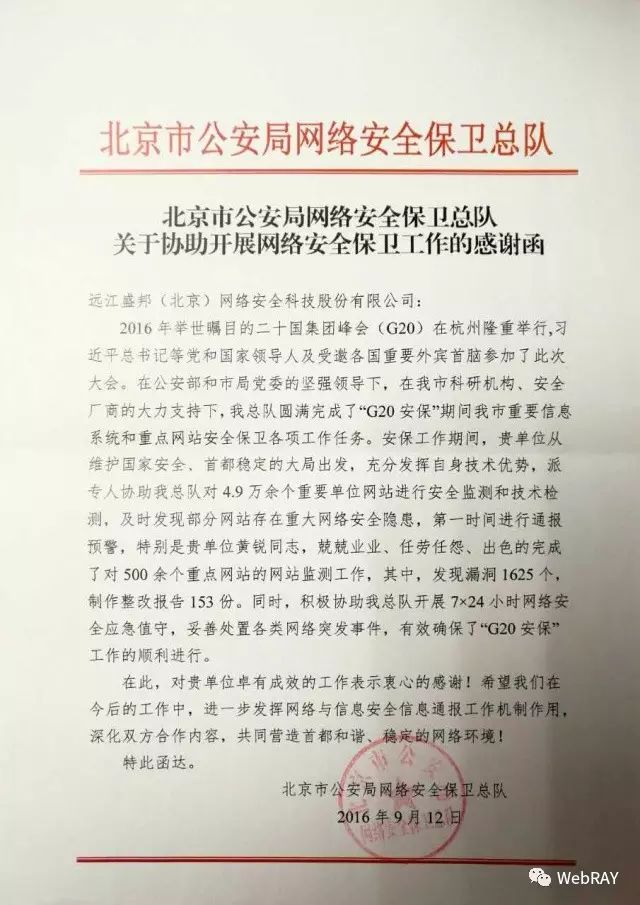 北京市公安局网络安全保卫总队
北京市公安局网络安全保卫总队
关于协助开展网络安全保卫工作的感谢函
远江盛邦（北京）网络安全科技股份有限公司：
2016 年举世瞩目的二十国集团峰会（G20）在杭州隆重举行,习
近平总书记等党和国家领导人及受邀各国重要外宾首脑参加了此次
大会。在公安部和市局党委的坚强领导下，在我市科研机构、安全
厂商的大力支持下,我总队圆满完成了“G20 安保”期间我市重要信息
系统和重点网站安全保卫各项工作任务。安保工作期间，贵单位从
维护国家安全、首都稳定的大局出发，充分发挥自身技术优势，派
专人协助我总队对 4.9 万余个重要单位网站进行安全监测和技术检
测，及时发现部分网站存在重大网络安全隐患，第一时间进行通报
预警，特别是贵单位黄锐同志，兢兢业业、任劳任怨、出色的完成
了对 500 余个重点网站的网站监测工作，其中，发现漏洞 1625 个，
制作整改报告 153 份。同时，积极协助我总队开展 7×24 小时网络安
全应急值守，妥善处置各类网络突发事件，有效确保了“G20 安保”
工作的顺利进行。
在此，对贵单位卓有成效的工作表示衷心的感谢！希望我们在
今后的工作中，进一步发挥网络与信息安全信息通报工作机制作用，
深化双方合作内容，共同营造首都和谐、稳定的网络环境！
特此函达。
北京市公安局网络安全保卫总队
2016 年 9 月 12 日
北京市公安局
网络安全保卫总队
WebRAY